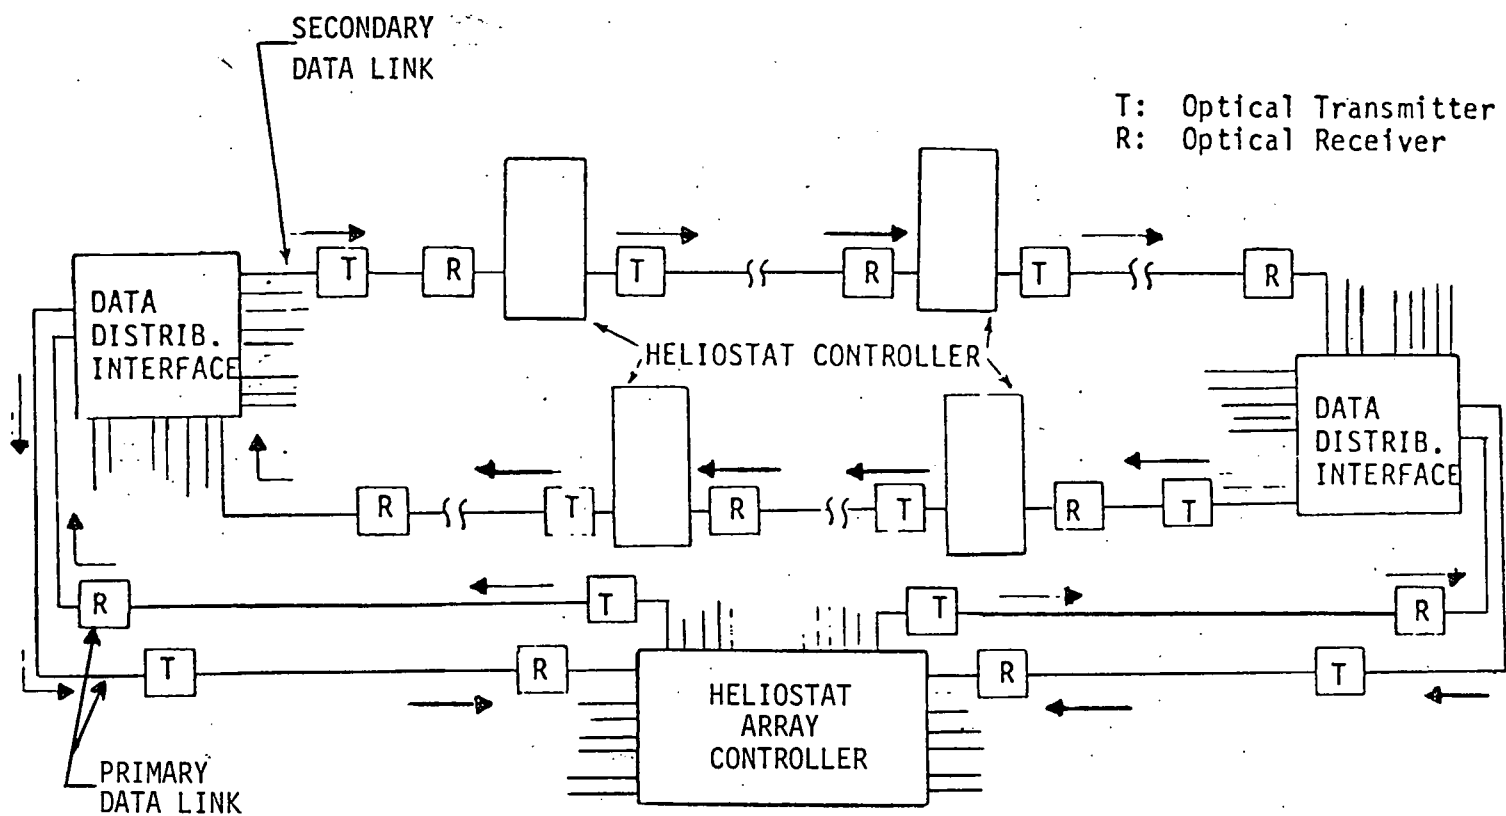 SECONDARY
DATA LINK
T: Optical Transmitter
R: Optical Receiver
T
R
T
R
T
R
DATA
DISTRIB.
INTERFACE
HELIOSTAT CONTROLLER
DATA
DISTRIB.
INTERFACE
R
T
R
T
R
T
R
T
T
R
T
R
R
T
HELIOSTAT
ARRAY
CONTROLLER
PRIMARY
DATA LINK